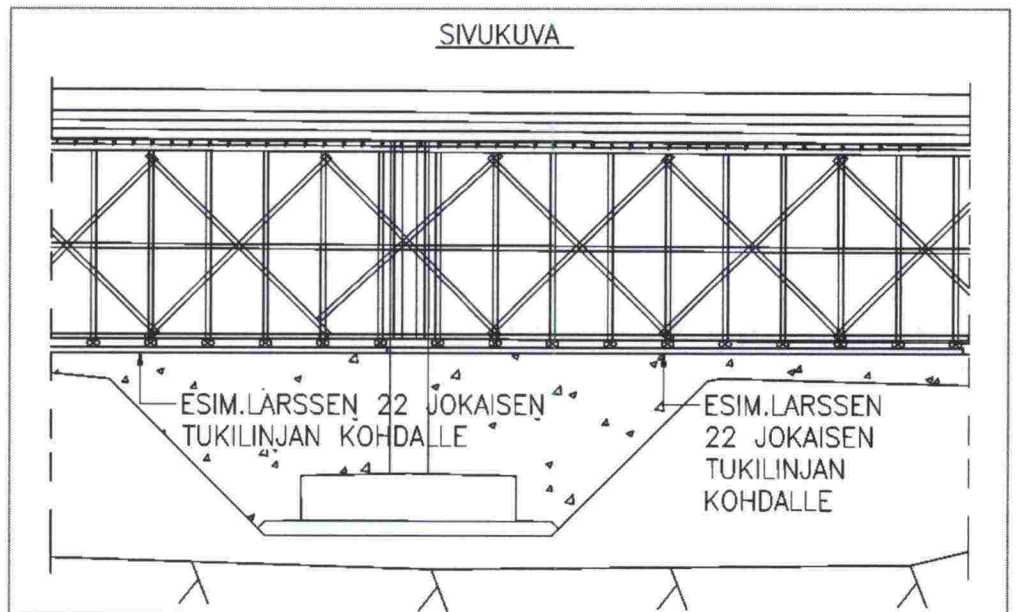 SIVUKUVA
ESIM.LARSSEN 22 JOKAISEN
TUKILINJAN KOHDALLE
ESIM.LARSSEN
22 JOKAISEN
TUKILINJAN
KOHDALLE